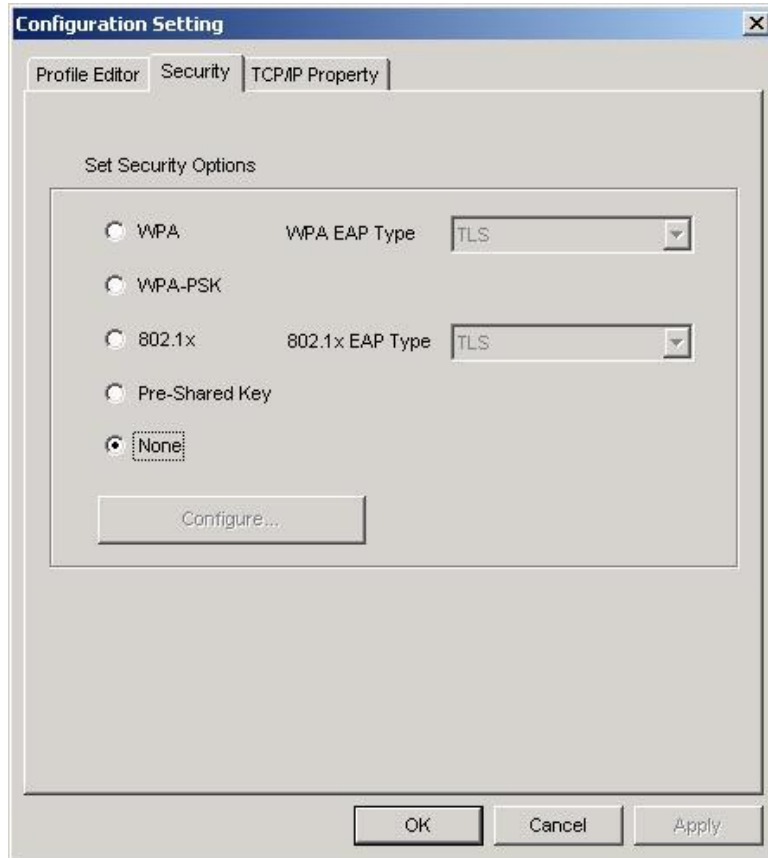 Configuration Setting
Profile Editor Security TCP/IP Property
Set Security Options
WPA WPA EAP Type TLS
WPA-PSK
802.1x 802.1x EAP Type TLS
Pre-Shared Key
None
Configure...
OK Cancel Apply